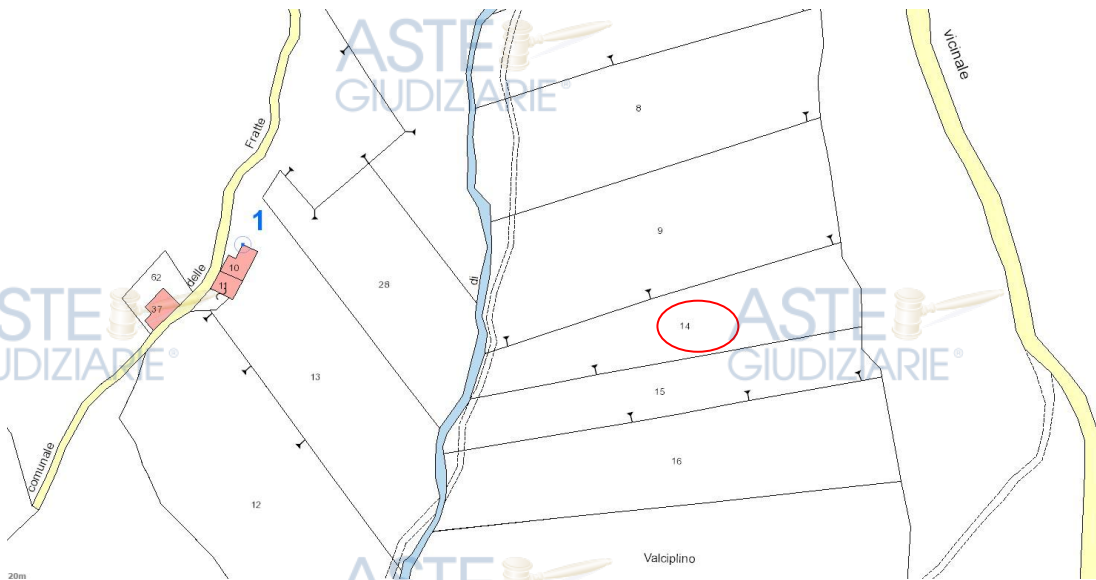 ASTE
GIUDIZIARIE®
vicinale
8
Fratte
1
9
10
62
delle
di
28
11
ASTE
GIUDIZIARIE®
37
14
ASTE
GIUDIZIARIE®
13
15
comunale
16
12
Valciplino
20m
ASTE